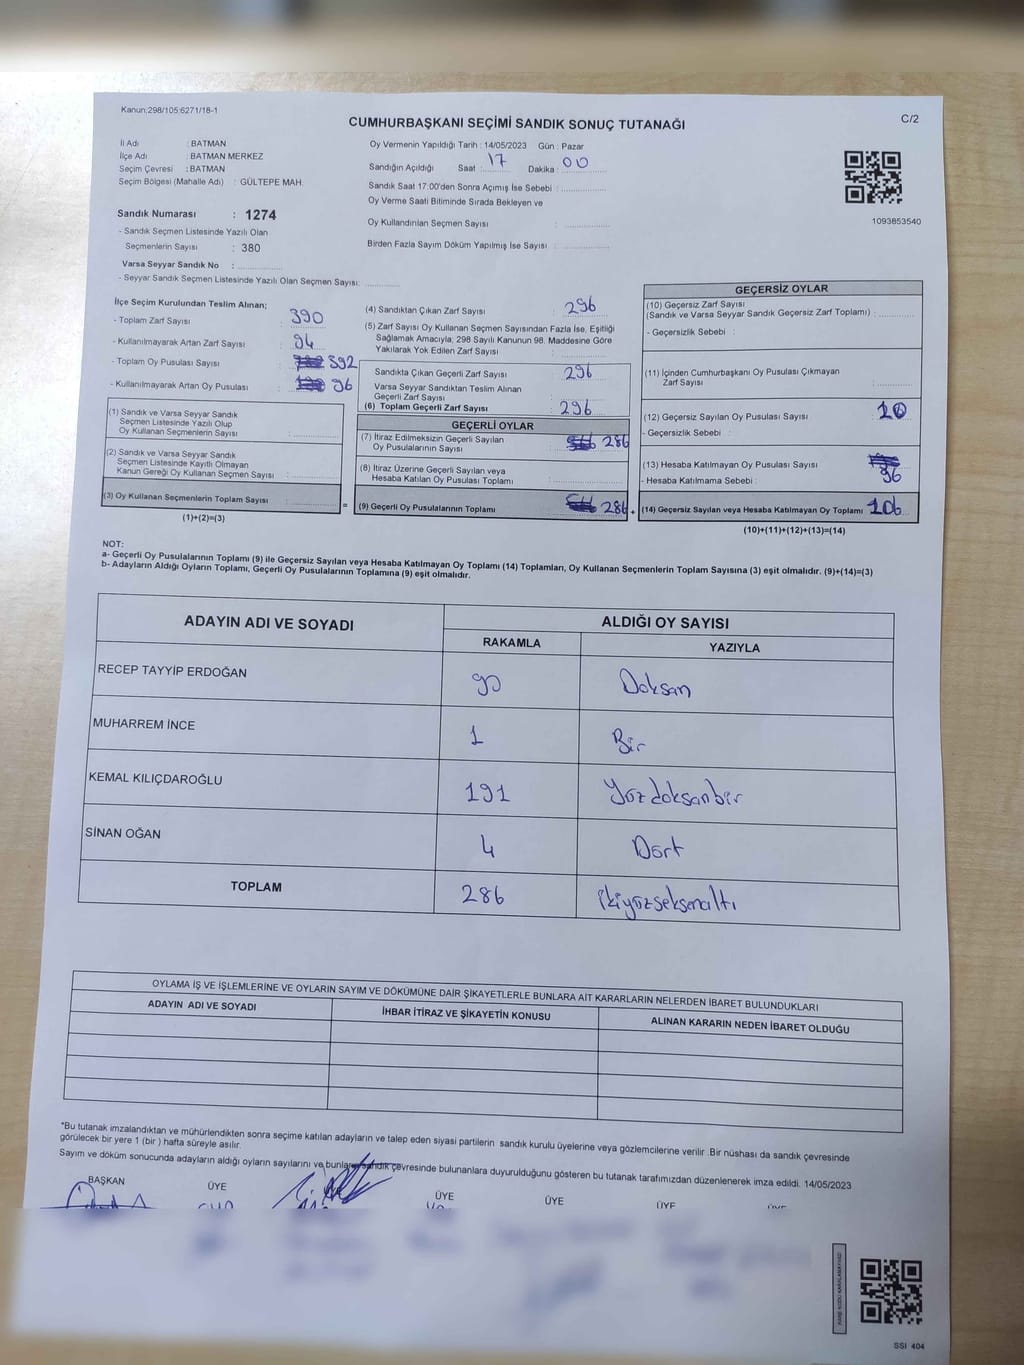 Kanun;298/105;6271/18-1
CUMHURBAŞKANI SEÇİMİ SANDIK SONUÇ TUTANAĞI
C/2
İl Adı : BATMAN
İlçe Adı : BATMAN MERKEZ
Seçim Çevresi : BATMAN
Seçim Bölgesi (Mahalle Adı) : GÜLTEPE MAH.
Sandık Numarası : 1274
- Sandık Seçmen Listesinde Yazılı Olan
Seçmenlerin Sayısı : 380
Varsa Seyyar Sandık No :
- Seyyar Sandık Seçmen Listesinde Yazılı Olan Seçmen Sayısı:
Oy Vermenin Yapıldığı Tarih : 14/05/2023 Gün : Pazar
Sandığın Açıldığı Saat : 17 Dakika : 00
Sandık Saat 17.00'den Sonra Açımış İse Sebebi :
Oy Verme Saati Bitiminde Sırada Bekleyen ve
Oy Kullandırılan Seçmen Sayısı :
Birden Fazla Sayım Döküm Yapılmış İse Sayısı :
1093853540
İlçe Seçim Kurulundan Teslim Alınan;
- Toplam Zarf Sayısı : 390
- Kullanılmayarak Artan Zarf Sayısı : 94
- Toplam Oy Pusulası Sayısı : 392
- Kullanılmayarak Artan Oy Pusulası : 96
(1) Sandık ve Varsa Seyyar Sandık
Seçmen Listesinde Yazılı Olup
Oy Kullanan Seçmenlerin Sayısı :
(2) Sandık ve Varsa Seyyar Sandık
Seçmen Listesinde Kayıtlı Olmayan
Kanun Gereği Oy Kullanan Seçmen Sayısı :
(3) Oy Kullanan Seçmenlerin Toplam Sayısı :
=
(1)+(2)=(3)
(4) Sandıktan Çıkan Zarf Sayısı : 296
(5) Zarf Sayısı Oy Kullanan Seçmen Sayısından Fazla İse, Eşitliği
Sağlamak Amacıyla; 298 Sayılı Kanunun 98. Maddesine Göre
Yakılarak Yok Edilen Zarf Sayısı :
Sandıkta Çıkan Geçerli Zarf Sayısı : 296
Varsa Seyyar Sandıktan Teslim Alınan
Geçerli Zarf Sayısı :
(6) Toplam Geçerli Zarf Sayısı : 296
GEÇERLİ OYLAR
(7) İtiraz Edilmeksizin Geçerli Sayılan
Oy Pusulalarının Sayısı : 286
(8) İtiraz Üzerine Geçerli Sayılan veya
Hesaba Katılan Oy Pusulası Toplamı :
(9) Geçerli Oy Pusulalarının Toplamı : 286
+
GEÇERSİZ OYLAR
(10) Geçersiz Zarf Sayısı
(Sandık ve Varsa Seyyar Sandık Geçersiz Zarf Toplamı) :
- Geçersizlik Sebebi :
(11) İçinden Cumhurbaşkanı Oy Pusulası Çıkmayan
Zarf Sayısı :
(12) Geçersiz Sayılan Oy Pusulası Sayısı : 10
- Geçersizlik Sebebi :
(13) Hesaba Katılmayan Oy Pusulası Sayısı : 96
- Hesaba Katılmama Sebebi :
(14) Geçersiz Sayılan veya Hesaba Katılmayan Oy Toplamı : 106
(10)+(11)+(12)+(13)=(14)
NOT:
a- Geçerli Oy Pusulalarının Toplamı (9) ile Geçersiz Sayılan veya Hesaba Katılmayan Oy Toplamı (14) Toplamları, Oy Kullanan Seçmenlerin Toplam Sayısına (3) eşit olmalıdır. (9)+(14)=(3)
b- Adayların Aldığı Oyların Toplamı, Geçerli Oy Pusulalarının Toplamına (9) eşit olmalıdır.
ADAYIN ADI VE SOYADI
ALDIĞI OY SAYISI
RAKAMLA YAZIYLA
RECEP TAYYİP ERDOĞAN 90 Doksan
MUHARREM İNCE 1 Bir
KEMAL KILIÇDAROĞLU 191 Yüzdoksanbir
SİNAN OĞAN 4 Dört
TOPLAM 286 ikiyüzseksenaltı
OYLAMA İŞ VE İŞLEMLERİNE VE OYLARIN SAYIM VE DÖKÜMÜNE DAİR ŞİKAYETLERLE BUNLARA AİT KARARLARIN NELERDEN İBARET BULUNDUKLARI
ADAYIN ADI VE SOYADI İHBAR İTİRAZ VE ŞİKAYETİN KONUSU ALINAN KARARIN NEDEN İBARET OLDUĞU
*Bu tutanak imzalandıktan ve mühürlendikten sonra seçime katılan adayların ve talep eden siyasi partilerin sandık kurulu üyelerine veya gözlemcilerine verilir .Bir nüshası da sandık çevresinde
görülecek bir yere 1 (bir ) hafta süreyle asılır.
Sayım ve döküm sonucunda adayların aldığı oyların sayılarını ve bunların sandık çevresinde bulunanlara duyurulduğunu gösteren bu tutanak tarafımızdan düzenlenerek imza edildi. 14/05/2023
BAŞKAN ÜYE ÜYE ÜYE ÜYE
SSI 404